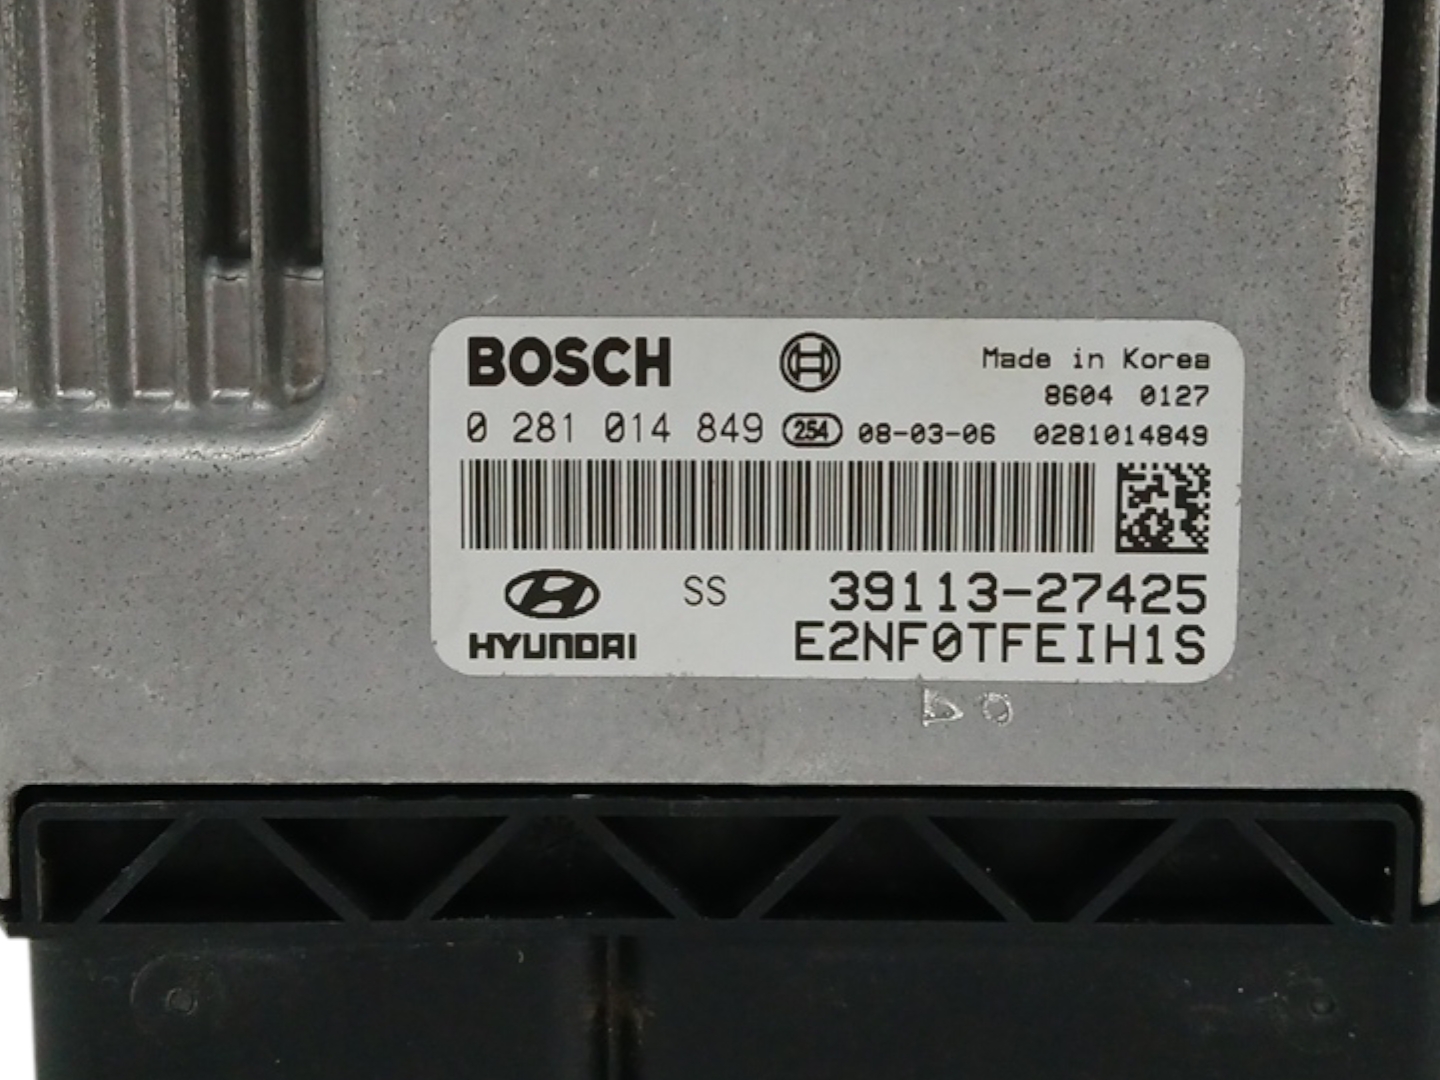 BOSCH Made in Korea
8604 0127
0 281 014 849 254 08-03-06 0281014849
SS 39113-27425
HYUNDAI E2NF0TFEIH1S